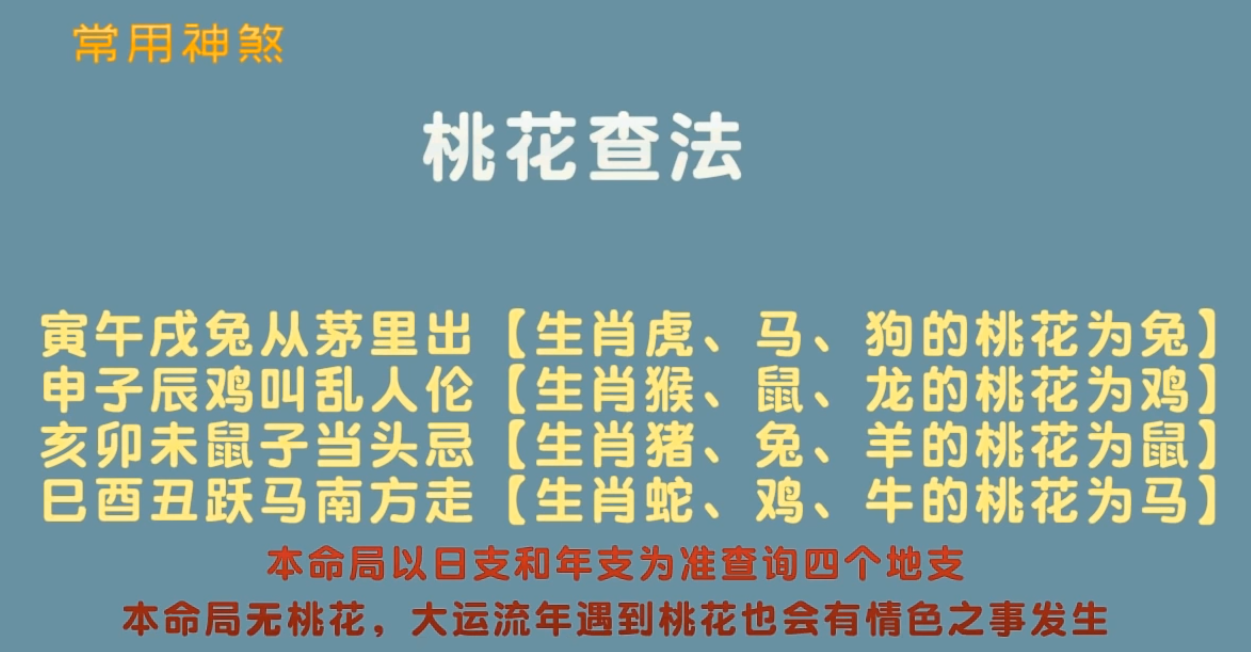 常用神煞
桃花查法
寅午戌兔从茅里出【生肖虎、马、狗的桃花为兔】
申子辰鸡叫乱人伦【生肖猴、鼠、龙的桃花为鸡】
亥卯未鼠子当头忌【生肖猪、兔、羊的桃花为鼠】
巳酉丑跃马南方走【生肖蛇、鸡、牛的桃花为马】
本命局以日支和年支为准查询四个地支
本命局无桃花，大运流年遇到桃花也会有情色之事发生